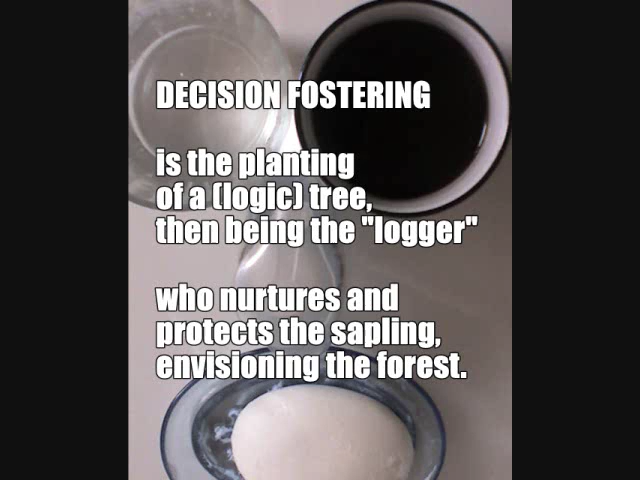 DECISION FOSTERING
is the planting
of a (logic) tree,
then being the "logger"
who nurtures and
protects the sapling,
envisioning the forest.